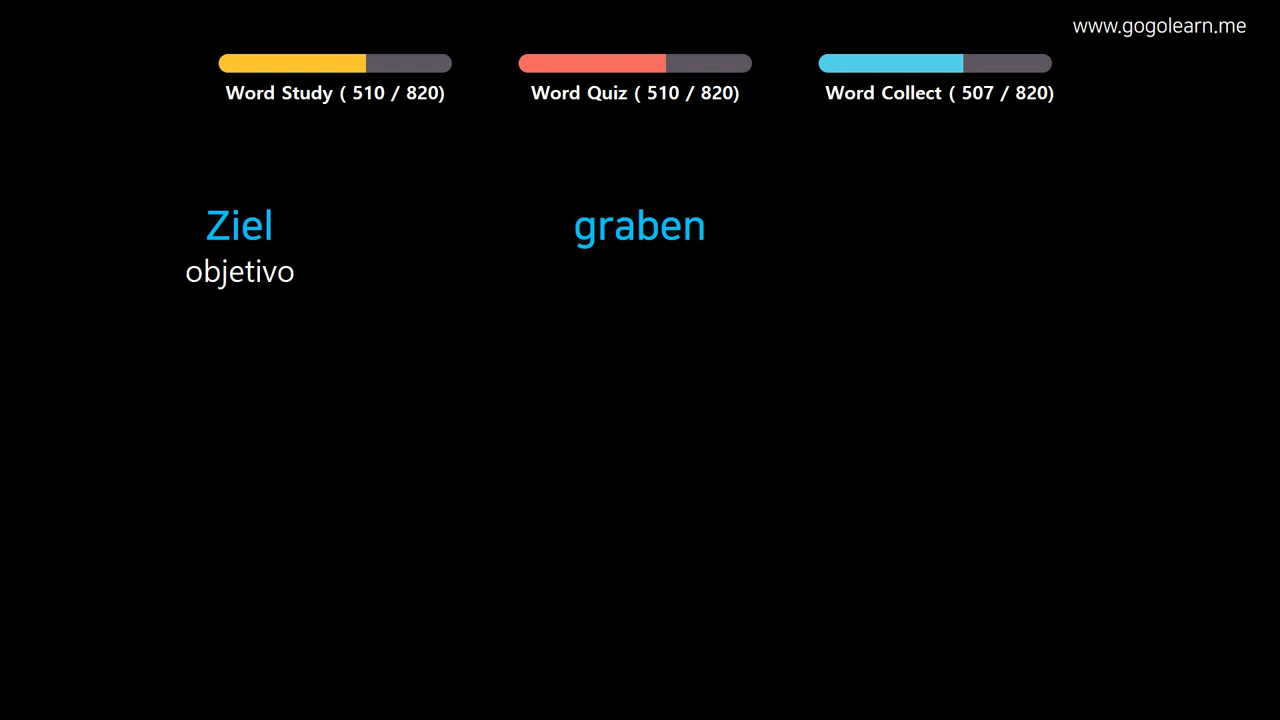 www.gogolearn.me
Word Study ( 510 / 820)
Word Quiz ( 510 / 820)
Word Collect ( 507 / 820)
Ziel
objetivo
graben